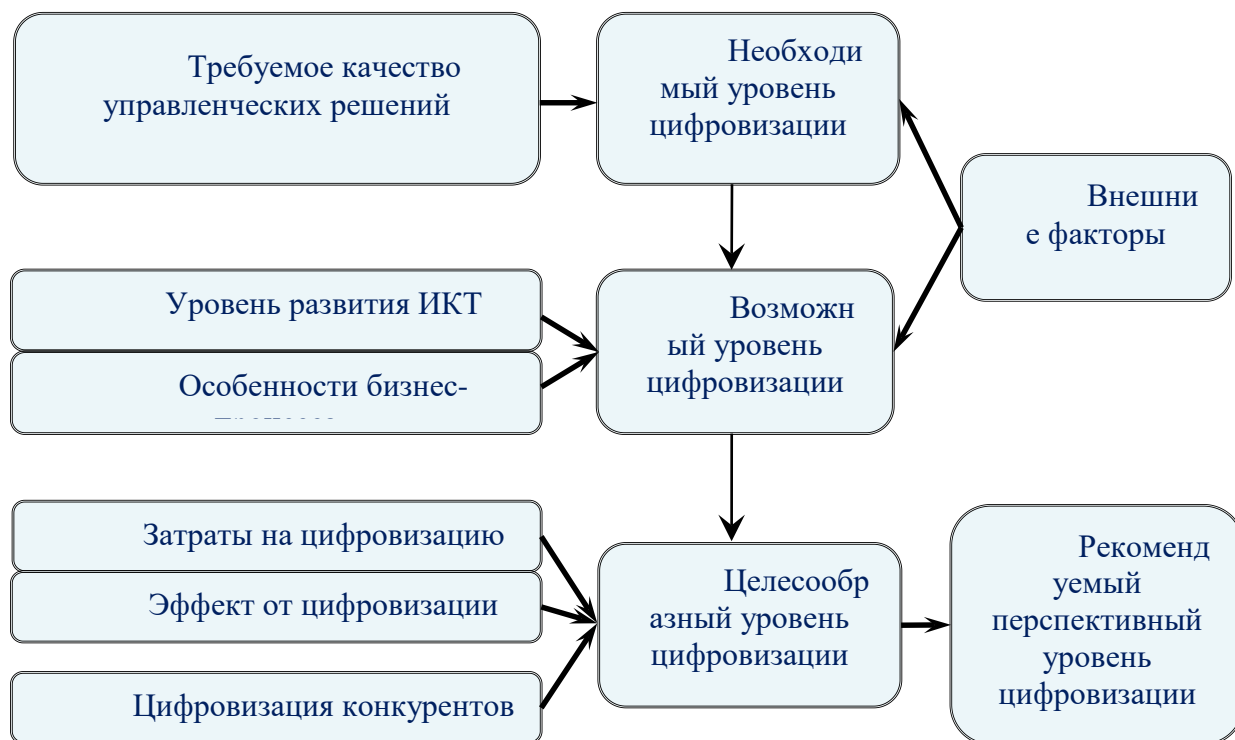 Требуемое качество
управленческих решений
Необходи
мый уровень
цифровизации
Внешни
е факторы
Уровень развития ИКТ
Особенности бизнес-
Возможн
ый уровень
цифровизации
Затраты на цифровизацию
Эффект от цифровизации
Цифровизация конкурентов
Целесообр
азный уровень
цифровизации
Рекоменд
уемый
перспективный
уровень
цифровизации